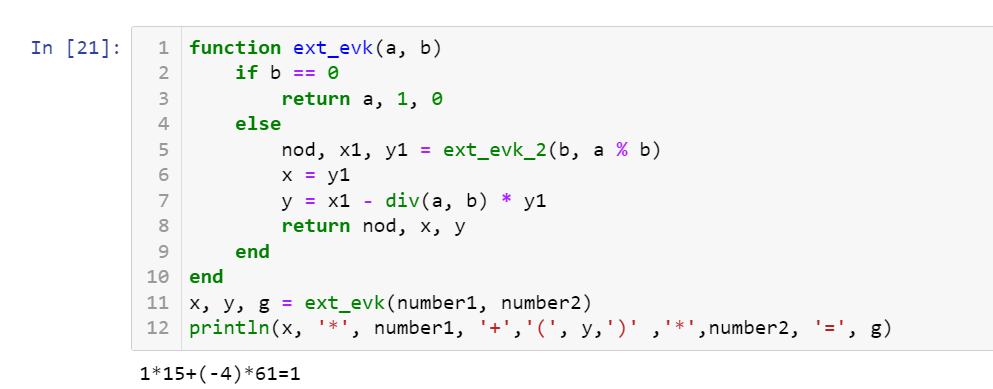 In [21]:
1 function ext_evk(a, b)
2     if b == 0
3         return a, 1, 0
4     else
5         nod, x1, y1 = ext_evk_2(b, a % b)
6         x = y1
7         y = x1 - div(a, b) * y1
8         return nod, x, y
9     end
10 end
11 x, y, g = ext_evk(number1, number2)
12 println(x, '*', number1, '+','(', y,')' ,'*',number2, '=', g)
1*15+(-4)*61=1